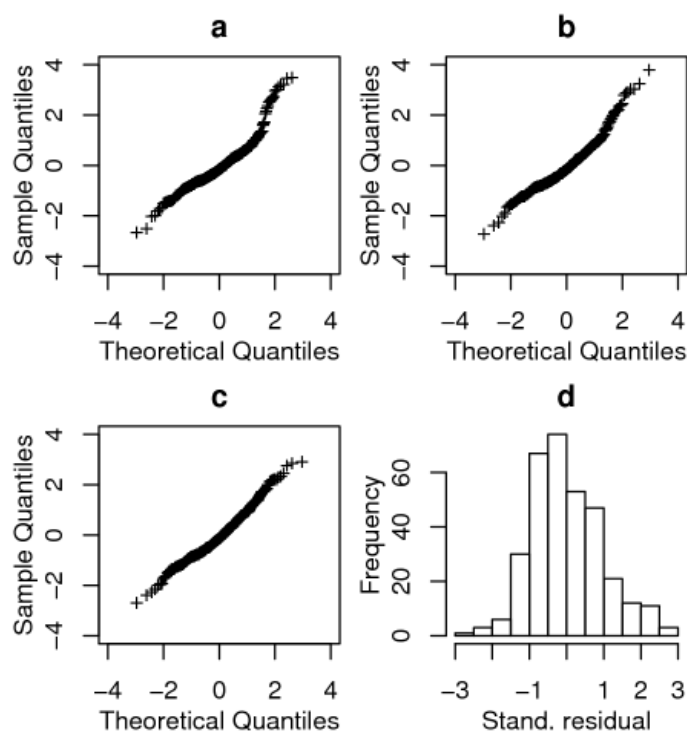 a
Sample Quantiles
4
2
0
−2
−4
−4 −2 0 2 4
Theoretical Quantiles
b
Sample Quantiles
4
2
0
−2
−4
−4 −2 0 2 4
Theoretical Quantiles
c
Sample Quantiles
4
2
0
−2
−4
−4 −2 0 2 4
Theoretical Quantiles
d
Frequency
60
40
20
0
−3 −1 1 2 3
Stand. residual